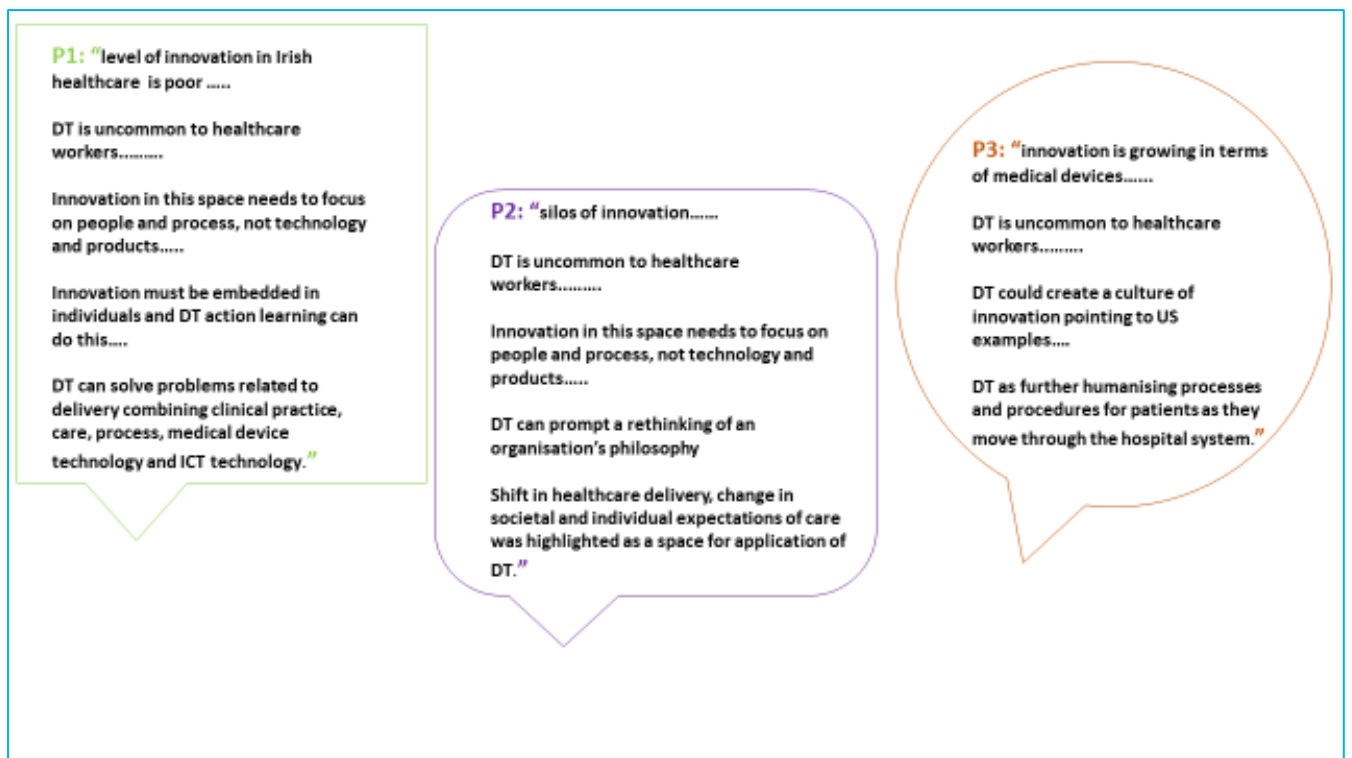 P1: “level of innovation in Irish
healthcare is poor .....
DT is uncommon to healthcare
workers..........
Innovation in this space needs to focus
on people and process, not technology
and products.....
Innovation must be embedded in
individuals and DT action learning can
do this....
DT can solve problems related to
delivery combining clinical practice,
care, process, medical device
technology and ICT technology.”
P2: “silos of innovation.......
DT is uncommon to healthcare
workers..........
Innovation in this space needs to focus on
people and process, not technology and
products.....
DT can prompt a rethinking of an
organisation’s philosophy
Shift in healthcare delivery, change in
societal and individual expectations of care
was highlighted as a space for application of
DT.”
P3: “innovation is growing in terms
of medical devices.......
DT is uncommon to healthcare
workers..........
DT could create a culture of
innovation pointing to US
examples....
DT as further humanising processes
and procedures for patients as they
move through the hospital system.”